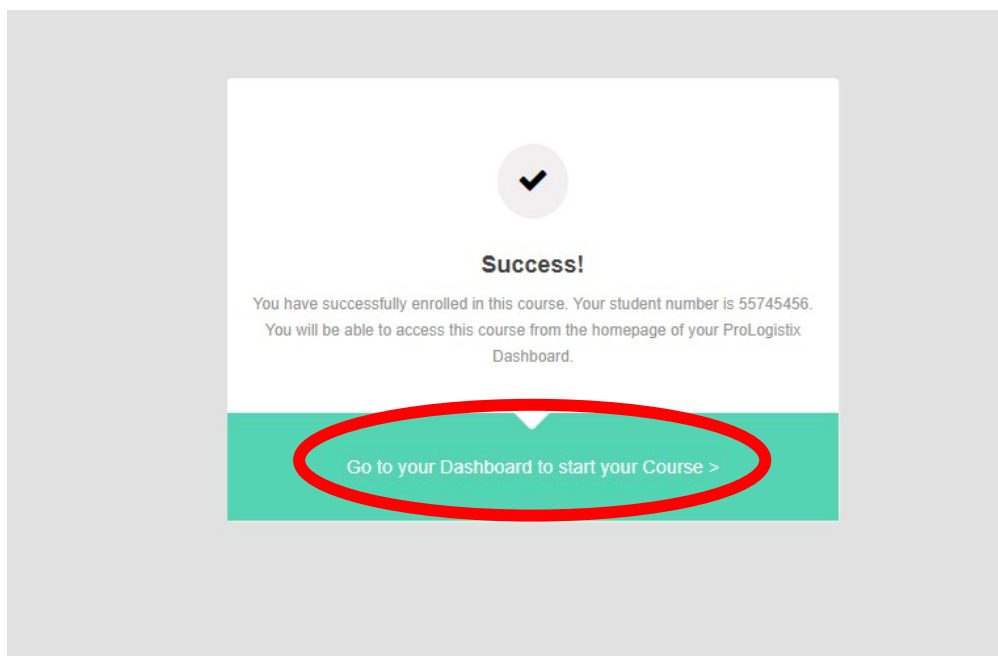 Success!
You have successfully enrolled in this course. Your student number is 55745456.
You will be able to access this course from the homepage of your ProLogistix
Dashboard.
Go to your Dashboard to start your Course >